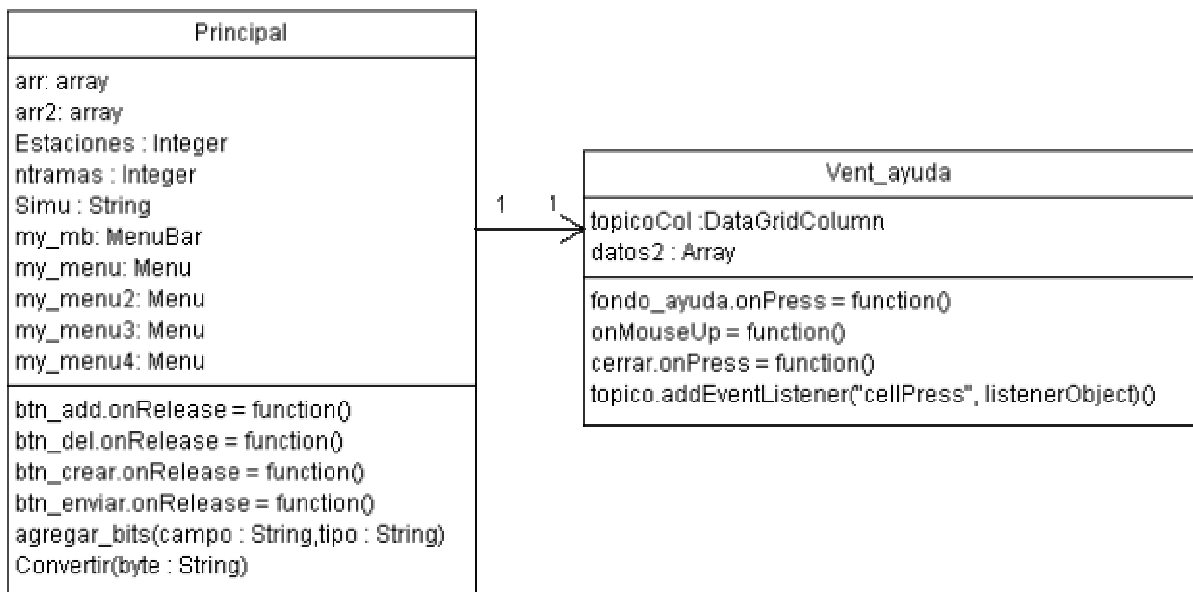 Principal
arr: array
arr2: array
Estaciones : Integer
ntramas : Integer
Simu : String
my_mb: MenuBar
my_menu: Menu
my_menu2: Menu
my_menu3: Menu
my_menu4: Menu
btn_add.onRelease = function()
btn_del.onRelease = function()
btn_crear.onRelease = function()
btn_enviar.onRelease = function()
agregar_bits(campo : String,tipo : String)
Convertir(byte : String)
1 1
Vent_ayuda
topicoCol :DataGridColumn
datos2 : Array
fondo_ayuda.onPress = function()
onMouseUp = function()
cerrar.onPress = function()
topico.addEventListener("cellPress", listenerObject)()